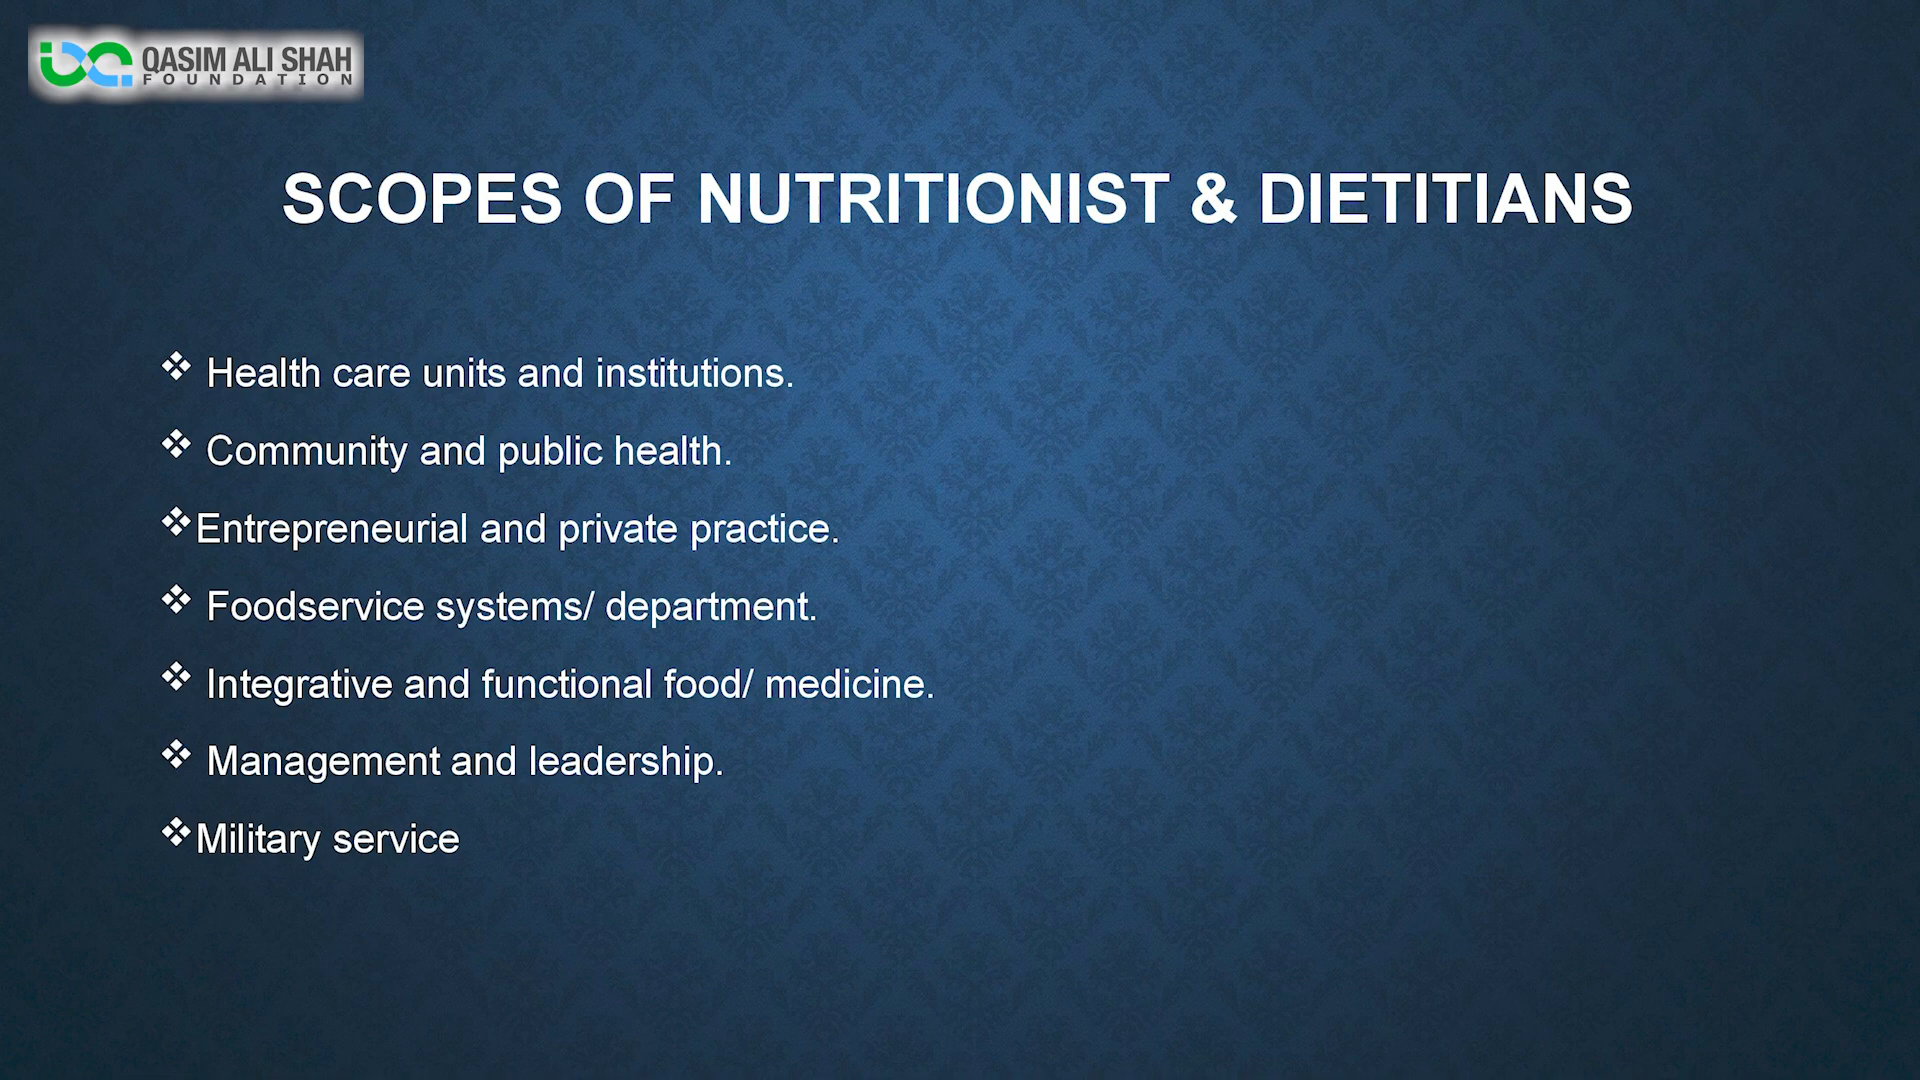 QASIM ALI SHAH
FOUNDATION
SCOPES OF NUTRITIONIST & DIETITIANS
❖ Health care units and institutions.
❖ Community and public health.
❖Entrepreneurial and private practice.
❖ Foodservice systems/ department.
❖ Integrative and functional food/ medicine.
❖ Management and leadership.
❖Military service